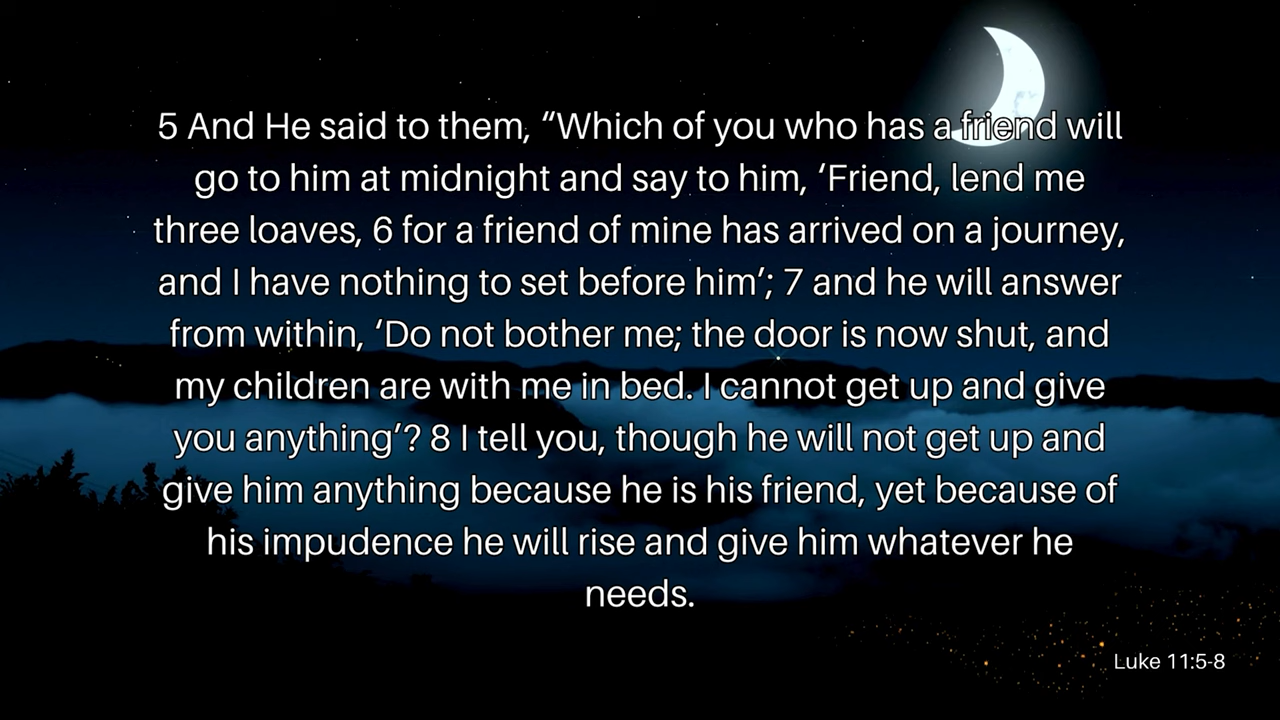 5 And He said to them, “Which of you who has a friend will
go to him at midnight and say to him, ‘Friend, lend me
three loaves, 6 for a friend of mine has arrived on a journey,
and I have nothing to set before him’; 7 and he will answer
from within, ‘Do not bother me; the door is now shut, and
my children are with me in bed. I cannot get up and give
you anything’? 8 I tell you, though he will not get up and
give him anything because he is his friend, yet because of
his impudence he will rise and give him whatever he
needs.
Luke 11:5-8